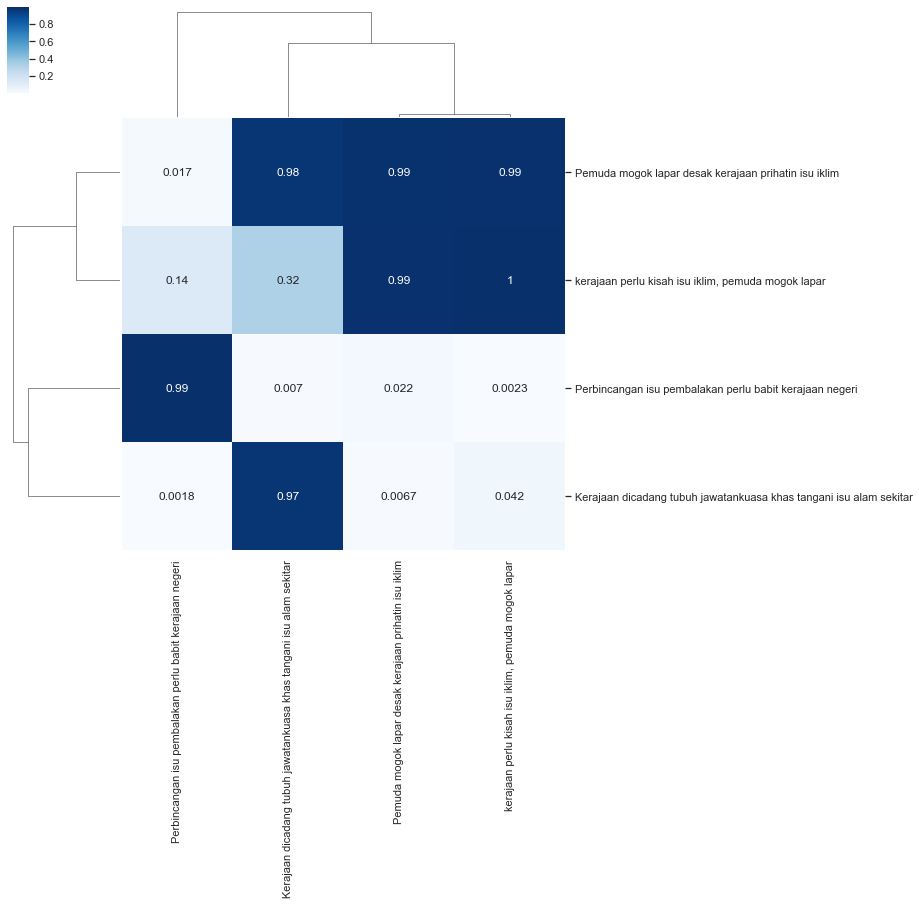 0.8
0.6
0.4
0.2
0.017 0.98 0.99 0.99 Pemuda mogok lapar desak kerajaan prihatin isu iklim
0.14 0.32 0.99 1 kerajaan perlu kisah isu iklim, pemuda mogok lapar
0.99 0.007 0.022 0.0023 Perbincangan isu pembalakan perlu babit kerajaan negeri
0.0018 0.97 0.0067 0.042 Kerajaan dicadang tubuh jawatankuasa khas tangani isu alam sekitar
Perbincangan isu pembalakan perlu babit kerajaan negeri
Kerajaan dicadang tubuh jawatankuasa khas tangani isu alam sekitar
Pemuda mogok lapar desak kerajaan prihatin isu iklim
kerajaan perlu kisah isu iklim, pemuda mogok lapar